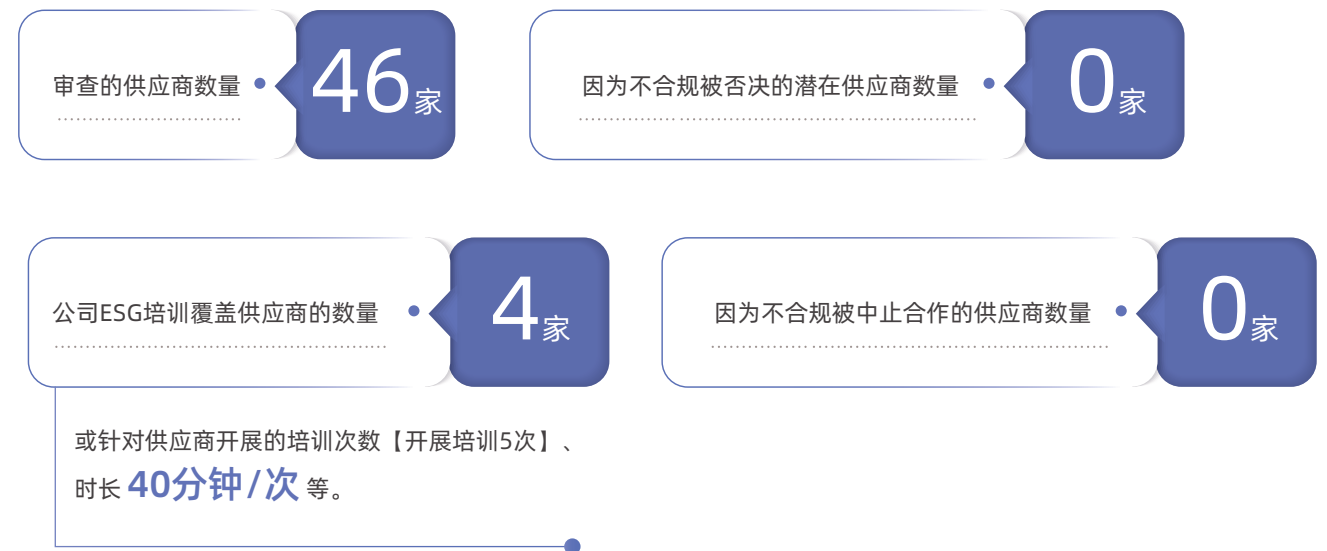 审查的供应商数量 46家
因为不合规被否决的潜在供应商数量 0家
公司ESG培训覆盖供应商的数量 4家
因为不合规被中止合作的供应商数量 0家
或针对供应商开展的培训次数【开展培训5次】、
时长 40分钟/次 等。